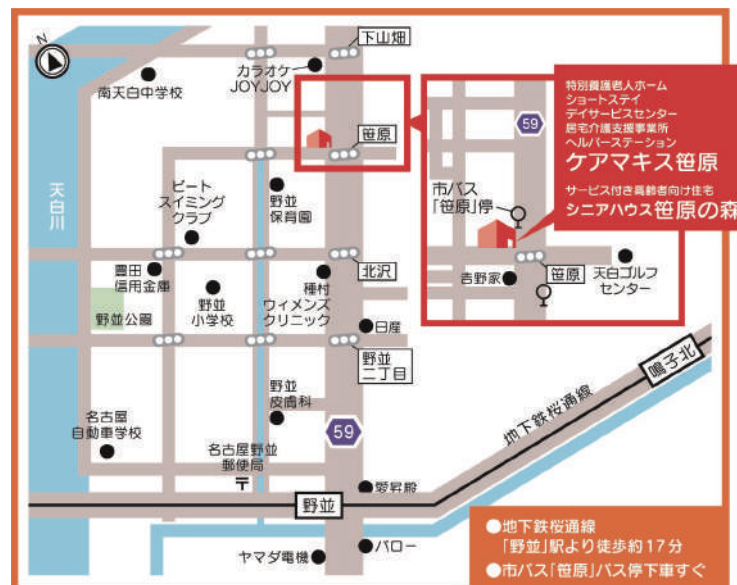 N
下山畑
カラオケ
JOYJOY
南天白中学校
笹原
天白川
ビート
スイミング
クラブ
野並
保育園
北沢
豊田
信用金庫
野並
小学校
種村
ウィメンズ
クリニック
野並公園
日産
野並
二丁目
野並
皮膚科
名古屋
自動車学校
59
名古屋野並
郵便局
〒
愛昇殿
野並
ヤマダ電機
バロー
地下鉄桜通線
鳴子北
59
市バス
「笹原」停
吉野家
笹原
天白ゴルフ
センター
特別養護老人ホーム
ショートステイ
デイサービスセンター
居宅介護支援事業所
ヘルパーステーション
ケアマキス笹原
サービス付き高齢者向け住宅
シニアハウス笹原の森
●地下鉄桜通線
「野並」駅より徒歩約17分
●市バス「笹原」バス停下車すぐ